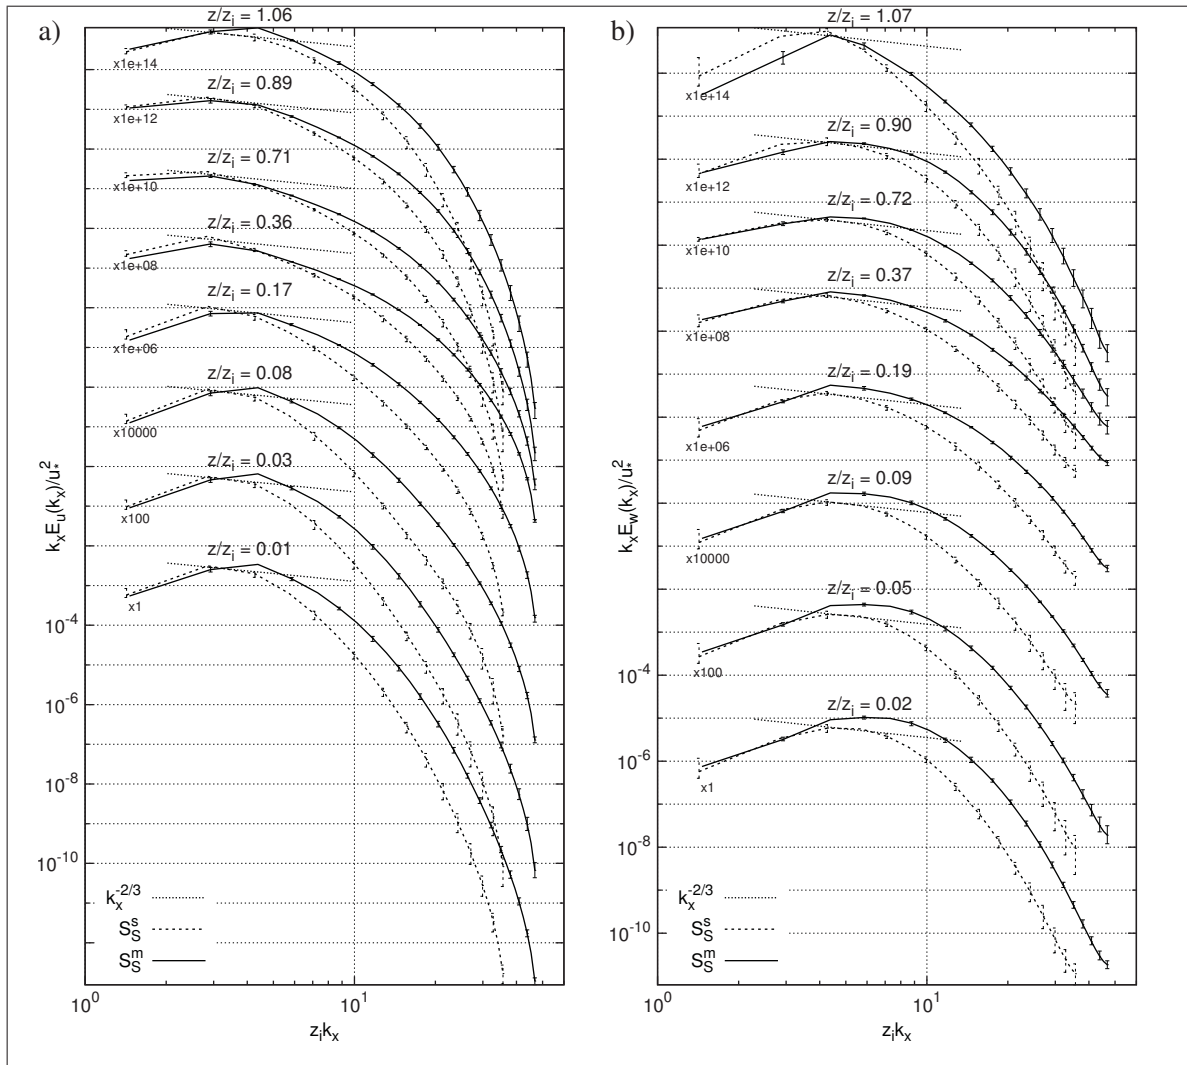 a)
z/z_i = 1.06
x1e+14
z/z_i = 0.89
x1e+12
z/z_i = 0.71
x1e+10
z/z_i = 0.36
x1e+08
z/z_i = 0.17
x1e+06
z/z_i = 0.08
x10000
z/z_i = 0.03
x100
z/z_i = 0.01
x1
k_xE_u(k_x)/u_*^2
10^-4
10^-6
10^-8
10^-10
k_x^-2/3
S_S^s
S_S^m
10^0
10^1
z_ik_x
b)
z/z_i = 1.07
x1e+14
z/z_i = 0.90
x1e+12
z/z_i = 0.72
x1e+10
z/z_i = 0.37
x1e+08
z/z_i = 0.19
x1e+06
z/z_i = 0.09
x10000
z/z_i = 0.05
x100
z/z_i = 0.02
x1
k_xE_w(k_x)/u_*^2
10^-4
10^-6
10^-8
10^-10
k_x^-2/3
S_S^s
S_S^m
10^0
10^1
z_ik_x